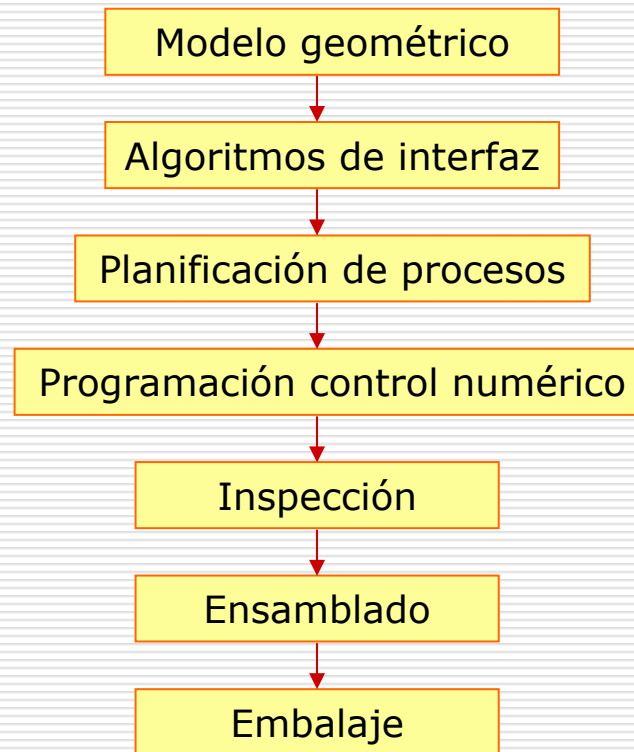 Modelo geométrico
Algoritmos de interfaz
Planificación de procesos
Programación control numérico
Inspección
Ensamblado
Embalaje